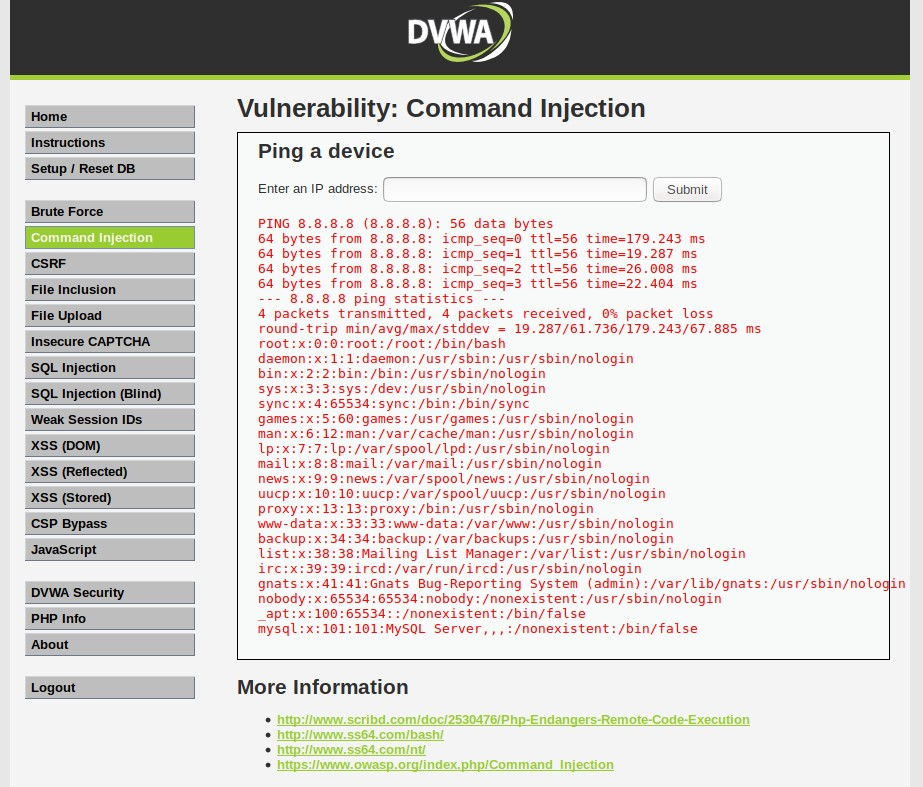 DVWA
Home
Instructions
Setup / Reset DB
Brute Force
Command Injection
CSRF
File Inclusion
File Upload
Insecure CAPTCHA
SQL Injection
SQL Injection (Blind)
Weak Session IDs
XSS (DOM)
XSS (Reflected)
XSS (Stored)
CSP Bypass
JavaScript
DVWA Security
PHP Info
About
Logout
Vulnerability: Command Injection
Ping a device
Enter an IP address: Submit
PING 8.8.8.8 (8.8.8.8): 56 data bytes
64 bytes from 8.8.8.8: icmp_seq=0 ttl=56 time=179.243 ms
64 bytes from 8.8.8.8: icmp_seq=1 ttl=56 time=19.287 ms
64 bytes from 8.8.8.8: icmp_seq=2 ttl=56 time=26.008 ms
64 bytes from 8.8.8.8: icmp_seq=3 ttl=56 time=22.404 ms
--- 8.8.8.8 ping statistics ---
4 packets transmitted, 4 packets received, 0% packet loss
round-trip min/avg/max/stddev = 19.287/61.736/179.243/67.885 ms
root:x:0:0:root:/root:/bin/bash
daemon:x:1:1:daemon:/usr/sbin:/usr/sbin/nologin
bin:x:2:2:bin:/bin:/usr/sbin/nologin
sys:x:3:3:sys:/dev:/usr/sbin/nologin
sync:x:4:65534:sync:/bin:/bin/sync
games:x:5:60:games:/usr/games:/usr/sbin/nologin
man:x:6:12:man:/var/cache/man:/usr/sbin/nologin
lp:x:7:7:lp:/var/spool/lpd:/usr/sbin/nologin
mail:x:8:8:mail:/var/mail:/usr/sbin/nologin
news:x:9:9:news:/var/spool/news:/usr/sbin/nologin
uucp:x:10:10:uucp:/var/spool/uucp:/usr/sbin/nologin
proxy:x:13:13:proxy:/bin:/usr/sbin/nologin
www-data:x:33:33:www-data:/var/www:/usr/sbin/nologin
backup:x:34:34:backup:/var/backups:/usr/sbin/nologin
list:x:38:38:Mailing List Manager:/var/list:/usr/sbin/nologin
irc:x:39:39:ircd:/var/run/ircd:/usr/sbin/nologin
gnats:x:41:41:Gnats Bug-Reporting System (admin):/var/lib/gnats:/usr/sbin/nologin
nobody:x:65534:65534:nobody:/nonexistent:/usr/sbin/nologin
_apt:x:100:65534::/nonexistent:/bin/false
mysql:x:101:101:MySQL Server,,,:/nonexistent:/bin/false
More Information
http://www.scribd.com/doc/2530476/Php-Endangers-Remote-Code-Execution
http://www.ss64.com/bash/
http://www.ss64.com/nt/
https://www.owasp.org/index.php/Command_Injection